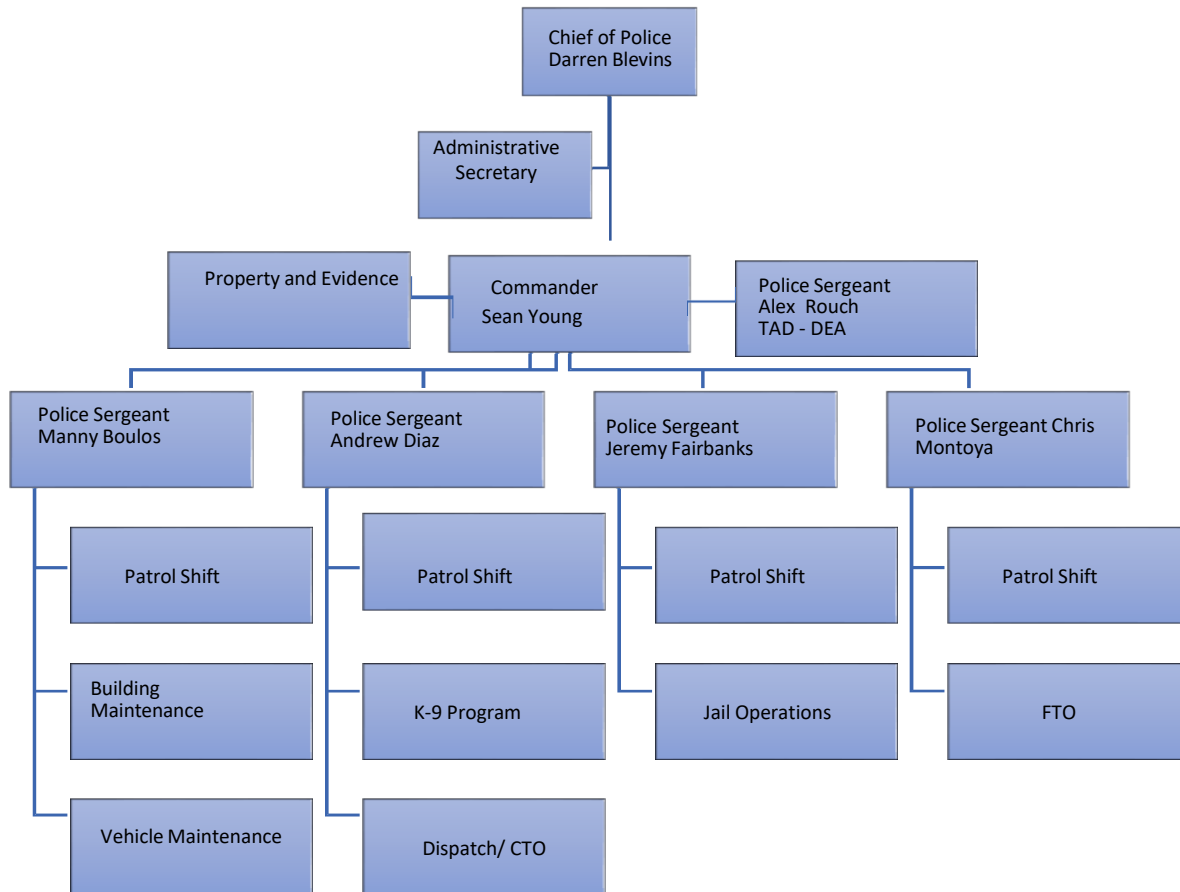 Chief of Police
Darren Blevins
Administrative
Secretary
Property and Evidence
Commander
Sean Young
Police Sergeant
Alex Rouch
TAD - DEA
Police Sergeant
Manny Boulos
Police Sergeant
Andrew Diaz
Police Sergeant
Jeremy Fairbanks
Police Sergeant Chris
Montoya
Patrol Shift
Patrol Shift
Patrol Shift
Patrol Shift
Building
Maintenance
K-9 Program
Jail Operations
FTO
Vehicle Maintenance
Dispatch/ CTO